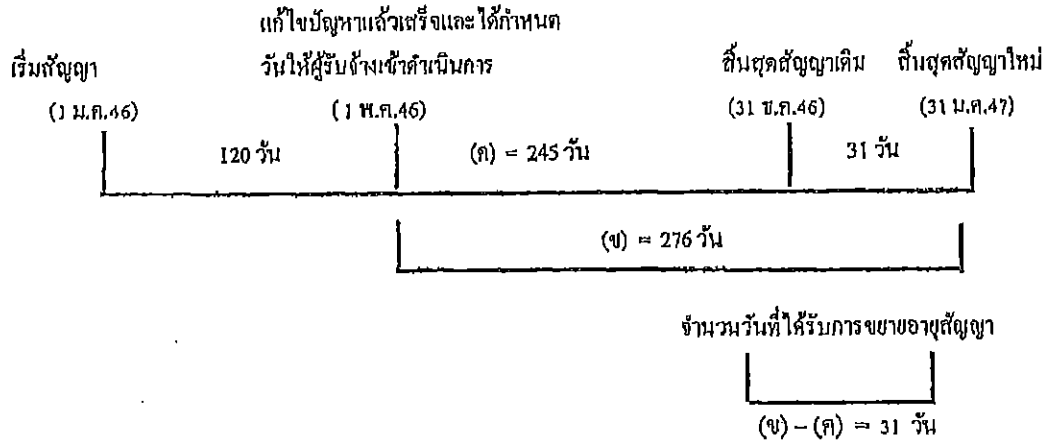 แก้ไขปัญหาแล้วเสร็จและได้กำหนด
เริ่มสัญญา วันให้ผู้รับจ้างเข้าดำเนินการ สิ้นสุดสัญญาเดิม สิ้นสุดสัญญาใหม่
(1 ม.ค.46) (1 พ.ค.46) (31 ธ.ค.46) (31 ม.ค.47)
120 วัน (ค) = 245 วัน 31 วัน
(ข) = 276 วัน
จำนวนวันที่ได้รับการขยายอายุสัญญา
(ข) – (ค) = 31 วัน